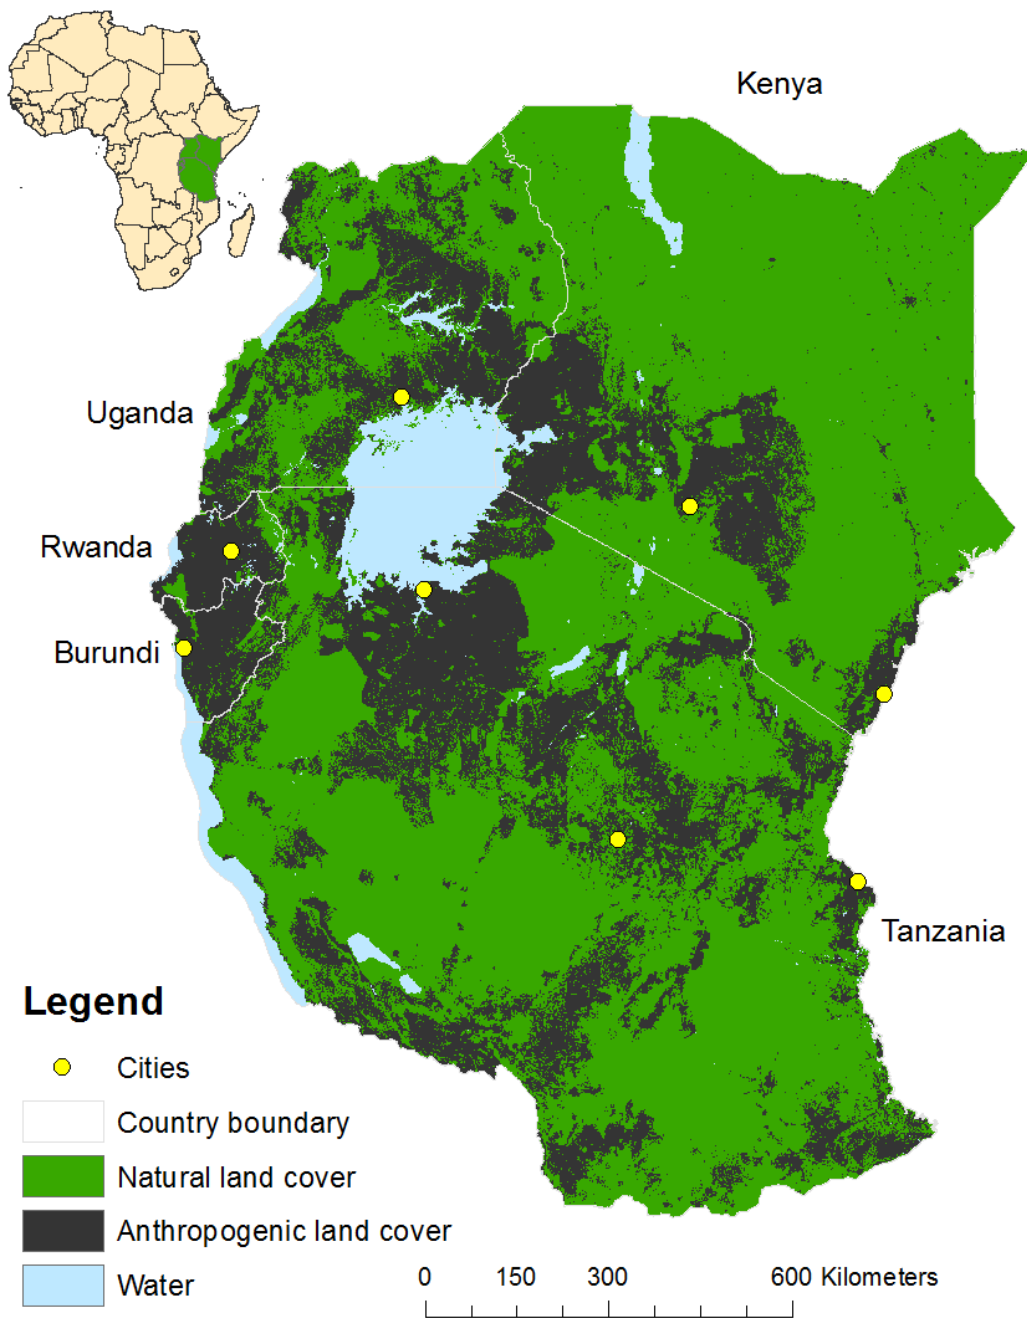 Kenya
Uganda
Rwanda
Burundi
Tanzania
Legend
Cities
Country boundary
Natural land cover
Anthropogenic land cover
Water
0 150 300 600 Kilometers